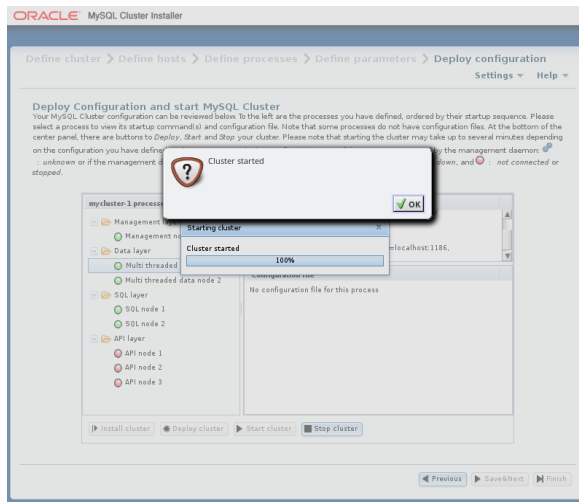 ORACLE MySQL Cluster Installer
Define cluster Define hosts Define processes Define parameters Deploy configuration
Settings Help
Deploy Configuration and start MySQL Cluster
Your MySQL Cluster configuration can be reviewed below. To the left are the processes you have defined, ordered by their startup sequence. Please
select a process to view its startup command(s) and configuration file. Note that some processes do not have configuration files. At the bottom of the
center panel, there are buttons to Deploy, Start and Stop your cluster. Please note that starting the cluster may take up to several minutes depending
on the configuration you have define by the management daemon:
: unknown or if the management d down, and : not connected or
stopped.
Cluster started
OK
mycluster-1 processe
Management
Management no
Data layer
Multi threaded
Multi threaded data node 2
SQL layer
SQL node 1
SQL node 2
API layer
API node 1
API node 2
API node 3
Starting cluster x
Cluster started
100%
=localhost:1186,
Configuration file
No configuration file for this process
Install cluster Deploy cluster Start cluster Stop cluster
Previous Save&Next Finish